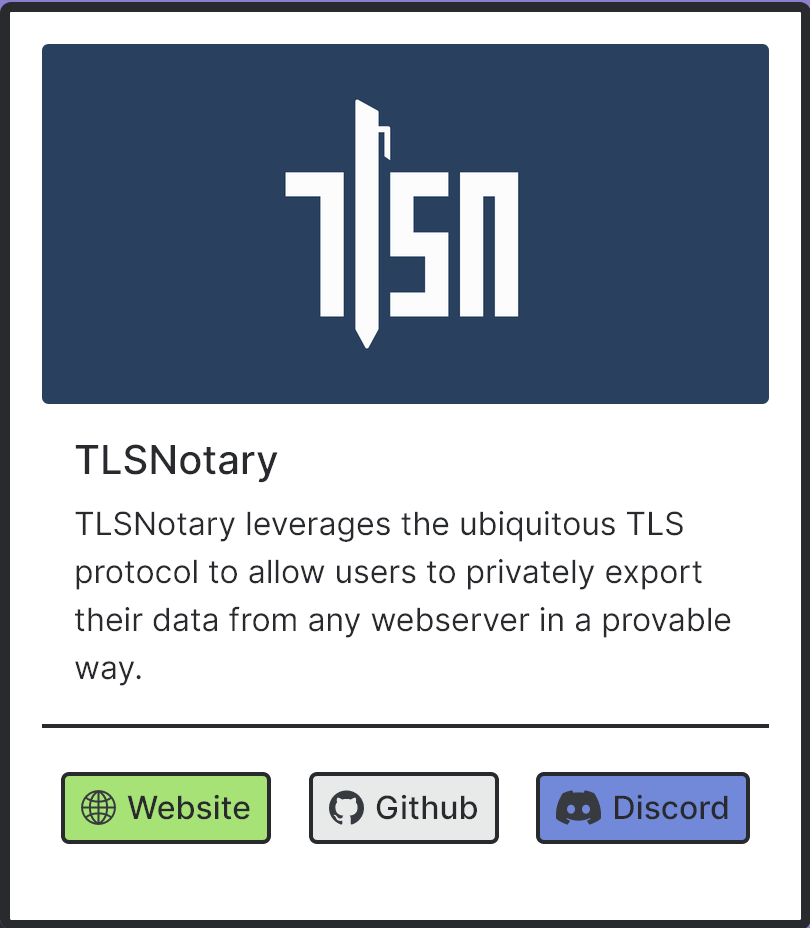 TLSN
TLSNotary
TLSNotary leverages the ubiquitous TLS
protocol to allow users to privately export
their data from any webserver in a provable
way.
Website
Github
Discord